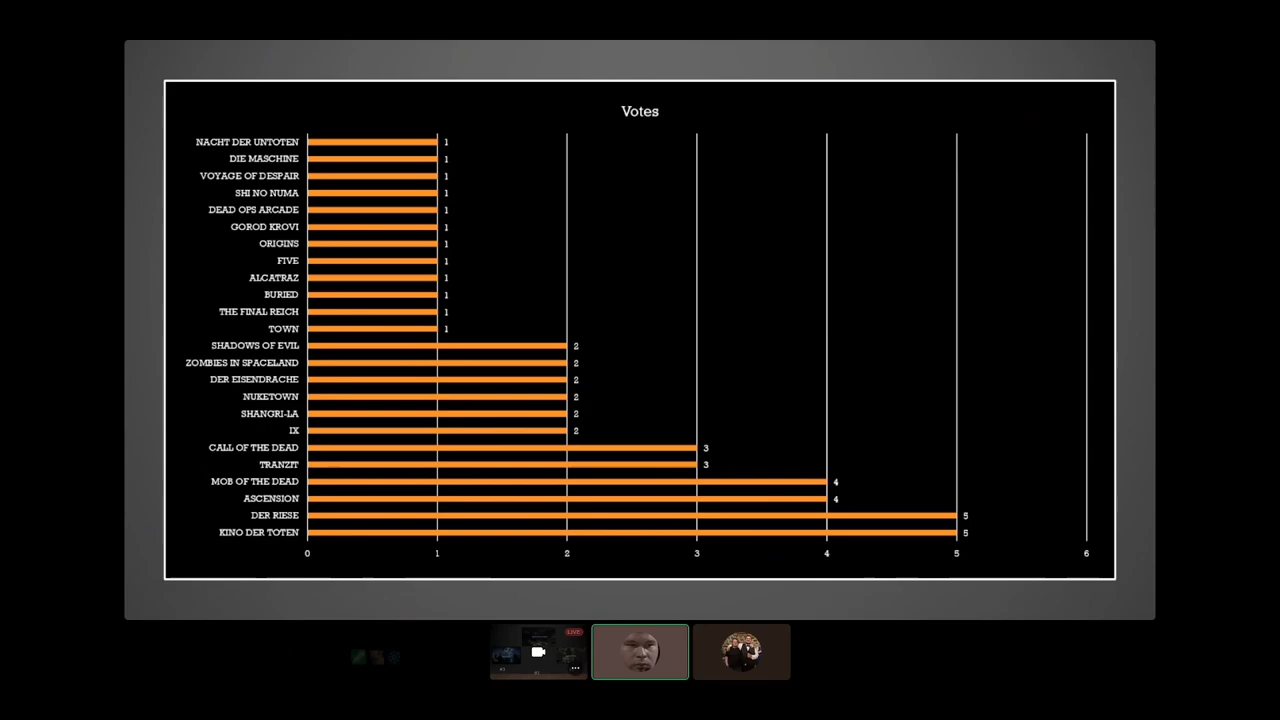 Votes
NACHT DER UNTOTEN 1
DIE MASCHINE 1
VOYAGE OF DESPAIR 1
SHI NO NUMA 1
DEAD OPS ARCADE 1
GOROD KROVI 1
ORIGINS 1
FIVE 1
ALCATRAZ 1
BURIED 1
THE FINAL REICH 1
TOWN 1
SHADOWS OF EVIL 2
ZOMBIES IN SPACELAND 2
DER EISENDRACHE 2
NUKETOWN 2
SHANGRI-LA 2
IX 2
CALL OF THE DEAD 3
TRANZIT 3
MOB OF THE DEAD 4
ASCENSION 4
DER RIESE 5
KINO DER TOTEN 5
0 1 2 3 4 5 6
LIVE